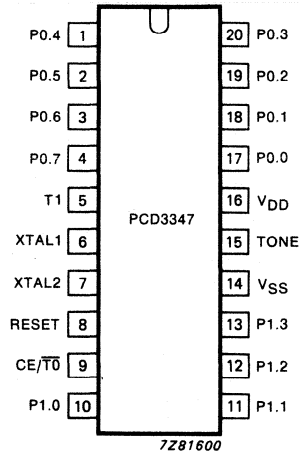 P0.4 1 20 P0.3
P0.5 2 19 P0.2
P0.6 3 18 P0.1
P0.7 4 17 P0.0
T1 5 16 VDD
PCD3347
XTAL1 6 15 TONE
XTAL2 7 14 VSS
RESET 8 13 P1.3
CE/T0 9 12 P1.2
P1.0 10 11 P1.1
7Z81600